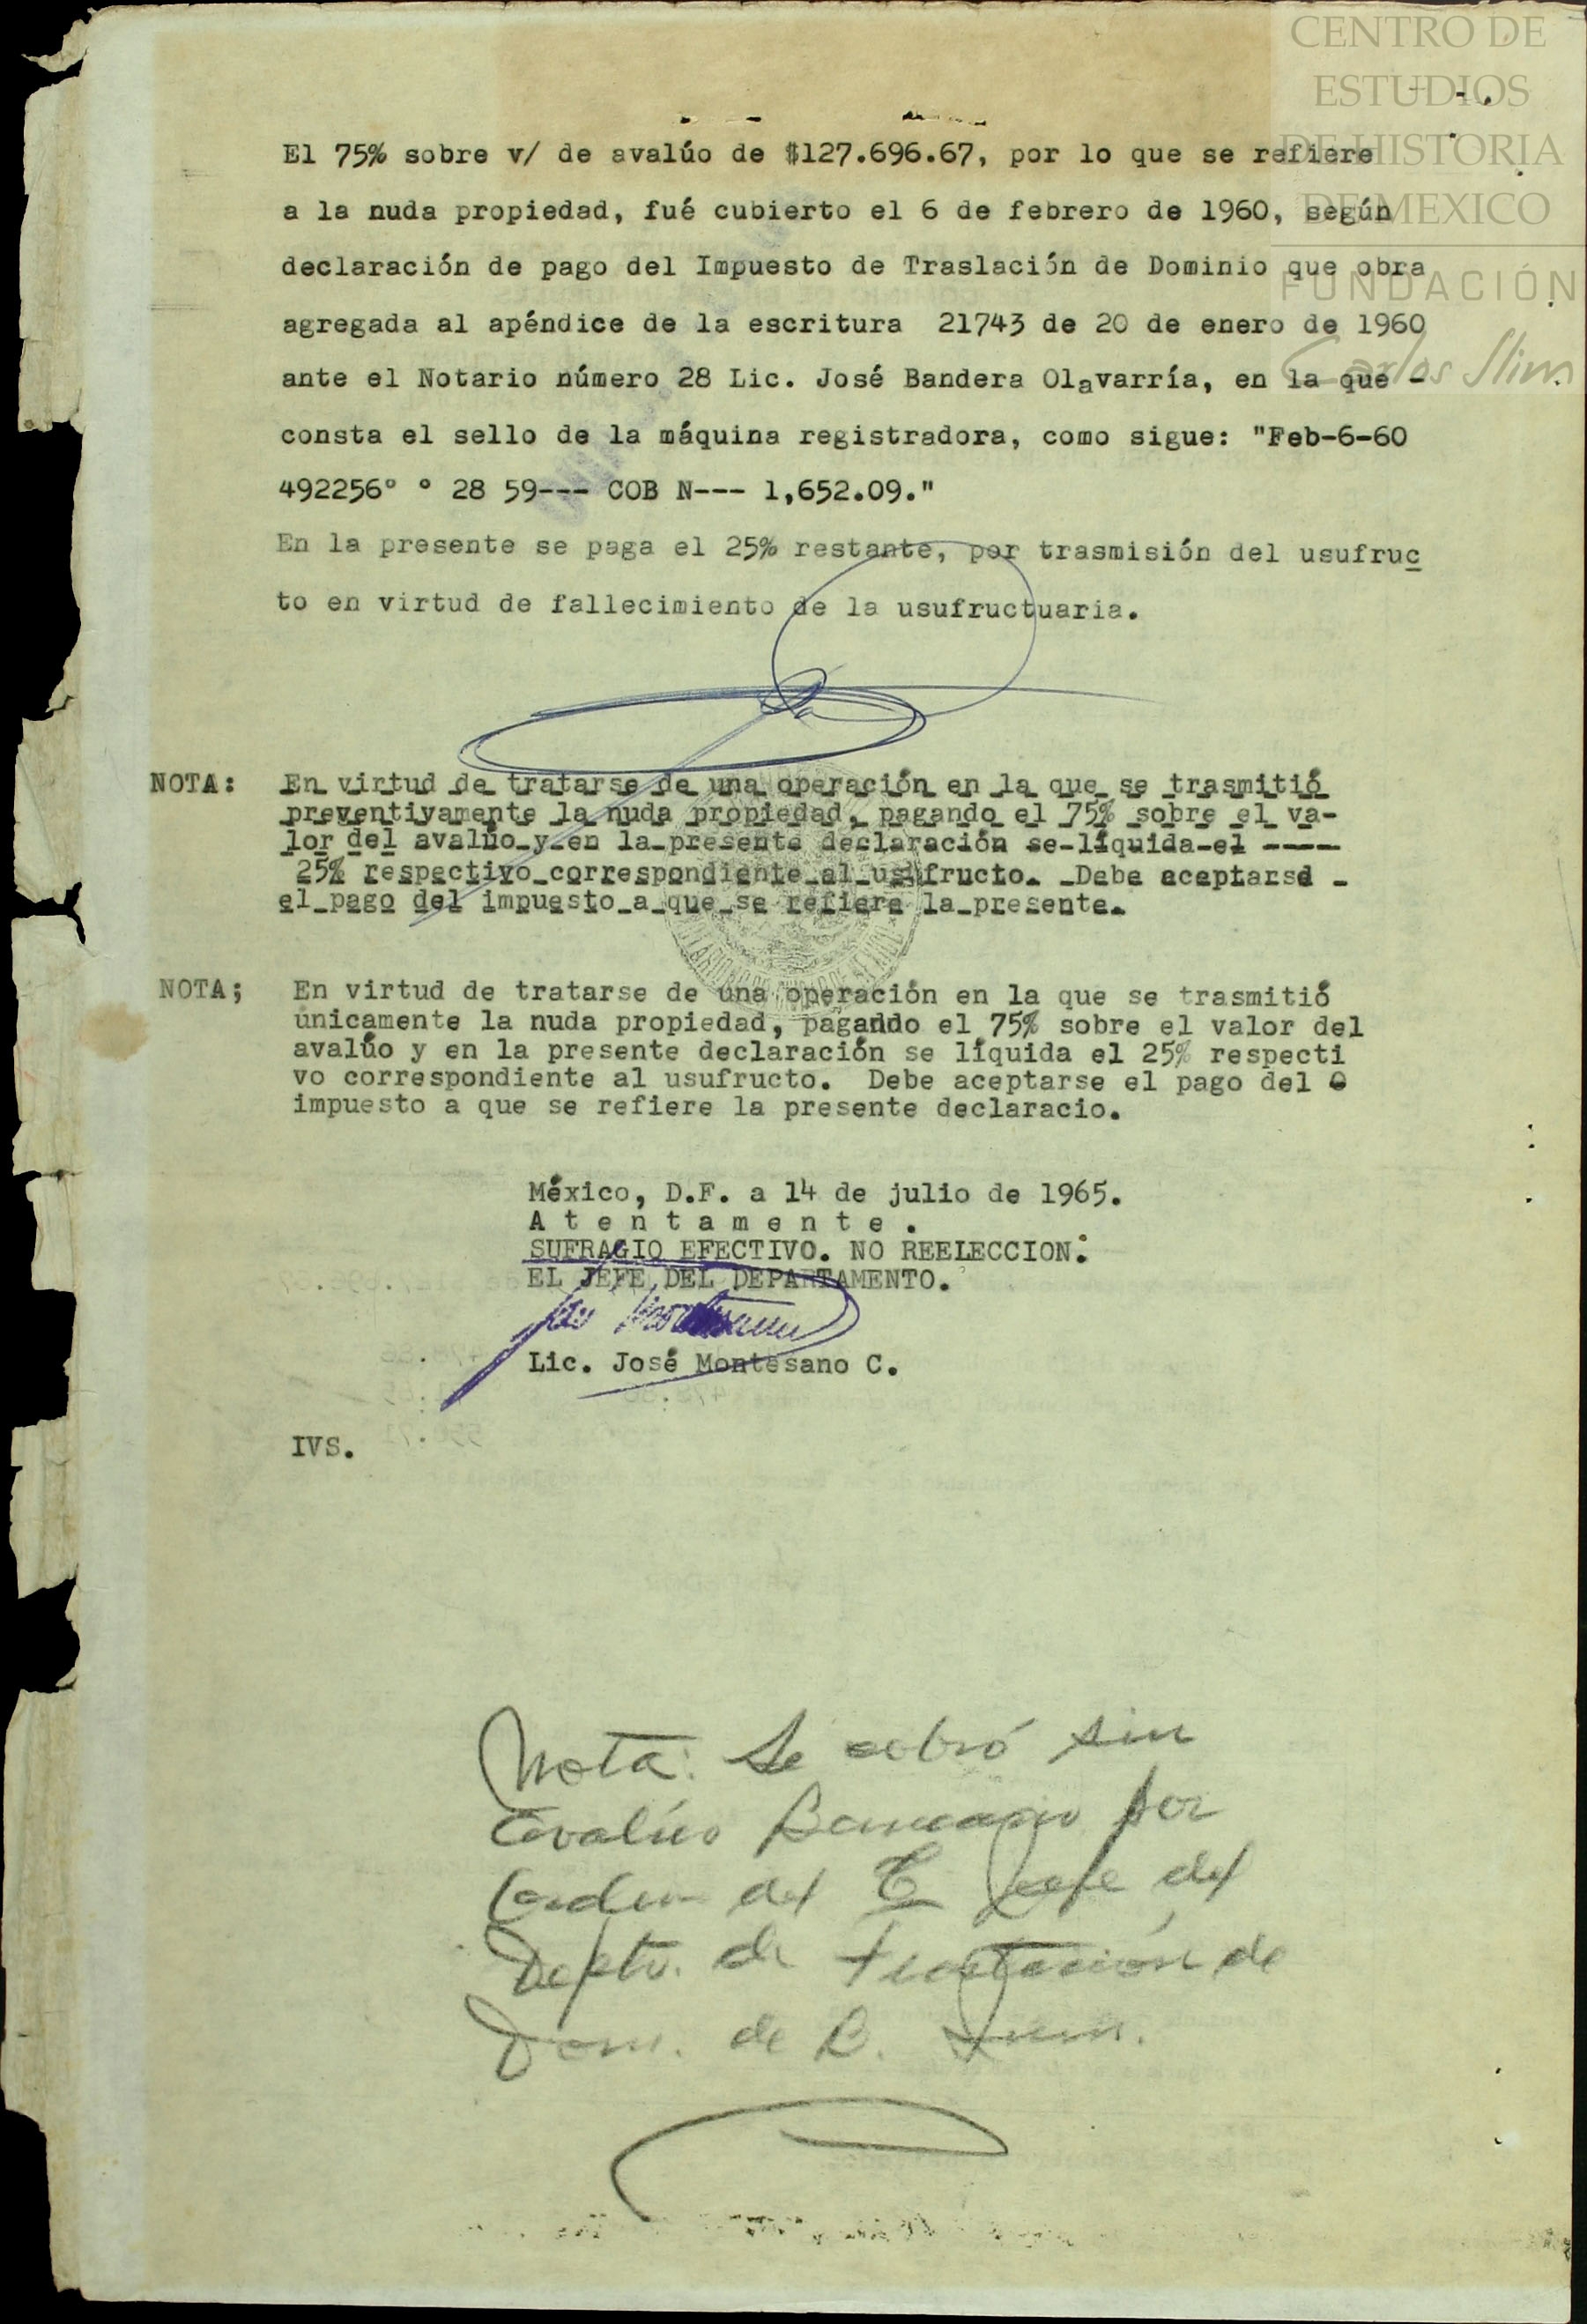 CENTRO DE
ESTUDIOS
DE HISTORIA
DE MEXICO
FUNDACIÓN
Carlos Slim
El 75% sobre v/ de avalúo de $127.696.67, por lo que se refiere
a la nuda propiedad, fué cubierto el 6 de febrero de 1960, según
declaración de pago del Impuesto de Traslación de Dominio que obra
agregada al apéndice de la escritura 21743 de 20 de enero de 1960
ante el Notario número 28 Lic. José Bandera Olavarría, en la que -
consta el sello de la máquina registradora, como sigue: "Feb-6-60
492256° ° 28 59--- COB N--- 1,652.09."
En la presente se paga el 25% restante, por trasmisión del usufruc
to en virtud de fallecimiento de la usufructuaria.
NOTA: En virtud de tratarse de una operación en la que se trasmitió
preventivamente la nuda propiedad, pagando el 75% sobre el va-
lor del avalúo y en la presente declaración se líquida el ----
25% respectivo correspondiente al usufructo. Debe aceptarse -
el pago del impuesto a que se refiere la presente.
NOTA; En virtud de tratarse de una operación en la que se trasmitió
únicamente la nuda propiedad, pagando el 75% sobre el valor del
avalúo y en la presente declaración se líquida el 25% respecti
vo correspondiente al usufructo. Debe aceptarse el pago del
impuesto a que se refiere la presente declaracio.
México, D.F. a 14 de julio de 1965.
A t e n t a m e n t e .
SUFRAGIO EFECTIVO. NO REELECCION.
EL JEFE DEL DEPARTAMENTO.
Lic. José Montesano C.
IVS.
Nota: Se cobró sin
Avalúo Bancario por
orden del C. Jefe del
Depto. de Traslación de
Dom. de B. Inm.